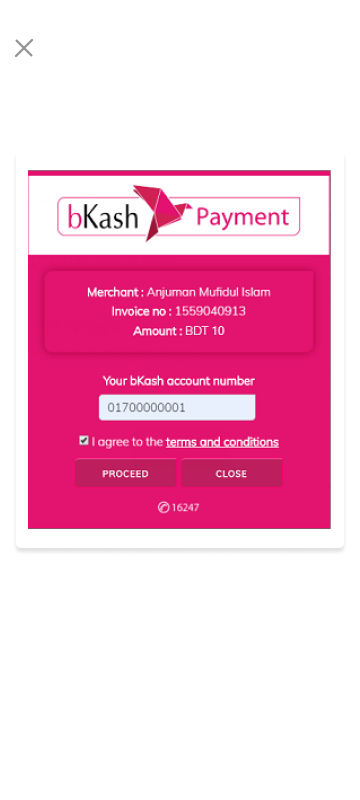 bKash Payment
Merchant : Anjuman Mufidul Islam
Invoice no : 1559040913
Amount : BDT 10
Your bKash account number
01700000001
I agree to the terms and conditions
PROCEED CLOSE
16247